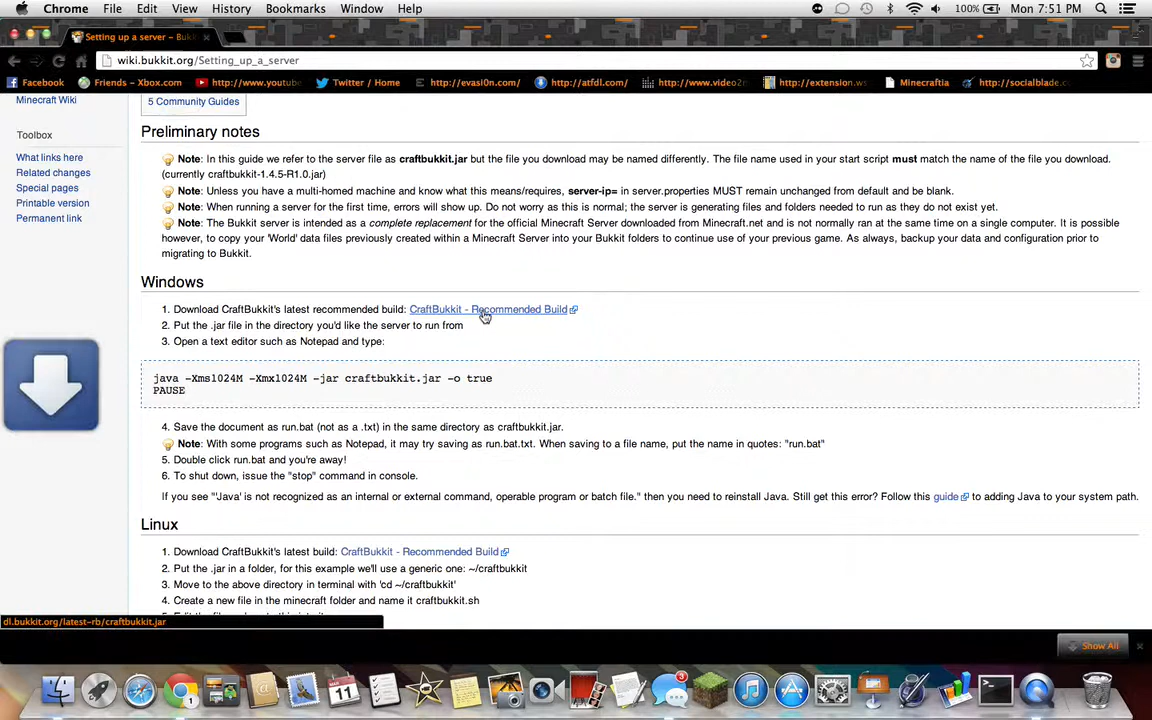 Chrome File Edit View History Bookmarks Window Help 100% Mon 7:51 PM
Setting up a server – Bukk
wiki.bukkit.org/Setting_up_a_server
Facebook Friends – Xbox.com http://www.youtube Twitter / Home http://evasi0n.com/ http://atfdl.com/ http://www.video2m http://extension.ws Minecraftia http://socialblade.c
Minecraft Wiki
5 Community Guides
Toolbox
What links here
Related changes
Special pages
Printable version
Permanent link
Preliminary notes
Note: In this guide we refer to the server file as craftbukkit.jar but the file you download may be named differently. The file name used in your start script must match the name of the file you download.
(currently craftbukkit-1.4.5-R1.0.jar)
Note: Unless you have a multi-homed machine and know what this means/requires, server-ip= in server.properties MUST remain unchanged from default and be blank.
Note: When running a server for the first time, errors will show up. Do not worry as this is normal; the server is generating files and folders needed to run as they do not exist yet.
Note: The Bukkit server is intended as a complete replacement for the official Minecraft Server downloaded from Minecraft.net and is not normally ran at the same time on a single computer. It is possible
however, to copy your 'World' data files previously created within a Minecraft Server into your Bukkit folders to continue use of your previous game. As always, backup your data and configuration prior to
migrating to Bukkit.
Windows
1. Download CraftBukkit's latest recommended build: CraftBukkit - Recommended Build
2. Put the .jar file in the directory you'd like the server to run from
3. Open a text editor such as Notepad and type:
java -Xms1024M -Xmx1024M -jar craftbukkit.jar -o true
PAUSE
4. Save the document as run.bat (not as a .txt) in the same directory as craftbukkit.jar.
Note: With some programs such as Notepad, it may try saving as run.bat.txt. When saving to a file name, put the name in quotes: "run.bat"
5. Double click run.bat and you're away!
6. To shut down, issue the "stop" command in console.
If you see "'Java' is not recognized as an internal or external command, operable program or batch file." then you need to reinstall Java. Still get this error? Follow this guide to adding Java to your system path.
Linux
1. Download CraftBukkit's latest build: CraftBukkit - Recommended Build
2. Put the .jar in a folder, for this example we'll use a generic one: ~/craftbukkit
3. Move to the above directory in terminal with 'cd ~/craftbukkit'
4. Create a new file in the minecraft folder and name it craftbukkit.sh
dl.bukkit.org/latest-rb/craftbukkit.jar
Show All
1
11
3